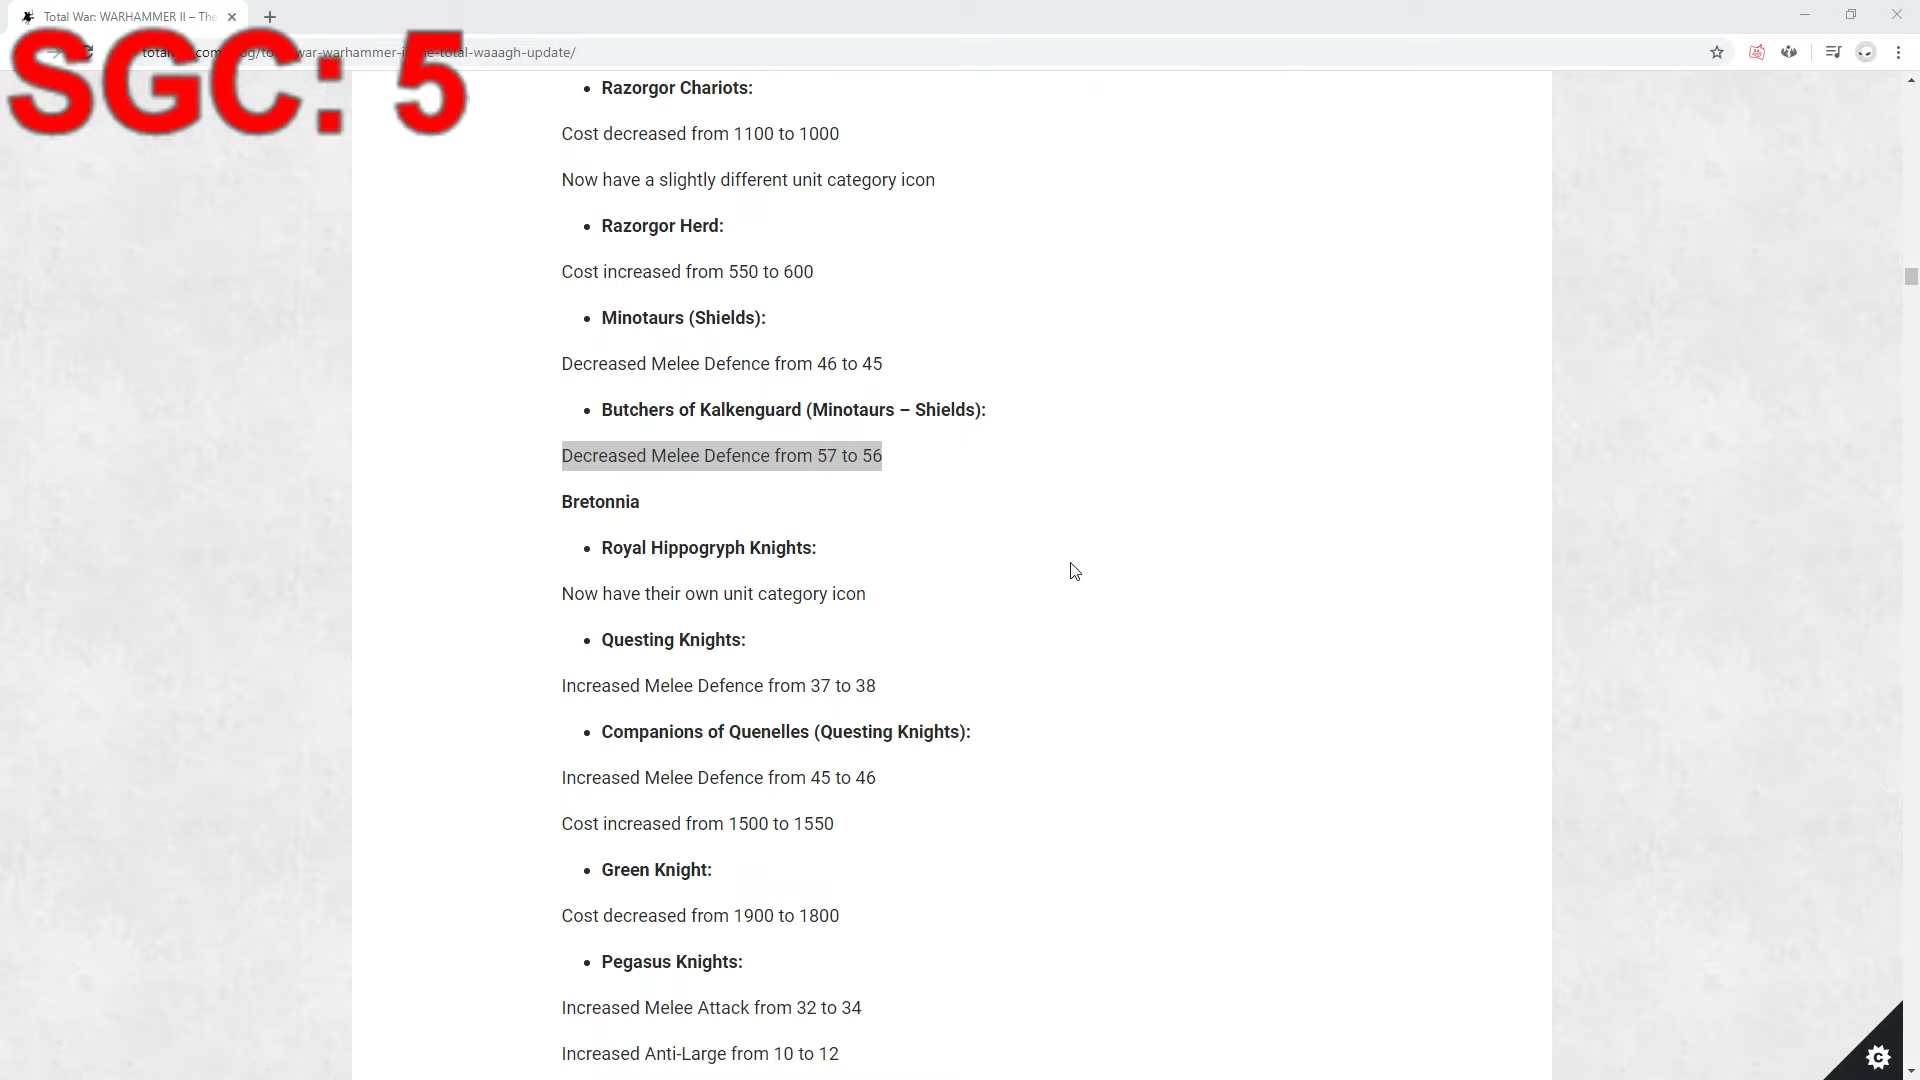 Total War: WARHAMMER II – The
SGC: 5
war-warhammer-i
-total-waaagh-update/
Razorgor Chariots:
Cost decreased from 1100 to 1000
Now have a slightly different unit category icon
Razorgor Herd:
Cost increased from 550 to 600
Minotaurs (Shields):
Decreased Melee Defence from 46 to 45
Butchers of Kalkenguard (Minotaurs – Shields):
Decreased Melee Defence from 57 to 56
Bretonnia
Royal Hippogryph Knights:
Now have their own unit category icon
Questing Knights:
Increased Melee Defence from 37 to 38
Companions of Quenelles (Questing Knights):
Increased Melee Defence from 45 to 46
Cost increased from 1500 to 1550
Green Knight:
Cost decreased from 1900 to 1800
Pegasus Knights:
Increased Melee Attack from 32 to 34
Increased Anti-Large from 10 to 12